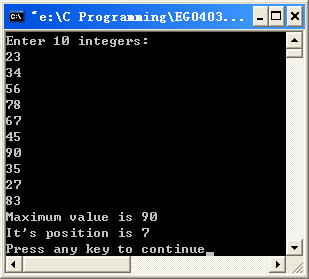 "e:\C Programming\EG0403...
Enter 10 integers:
23
34
56
78
67
45
90
35
27
83
Maximum value is 90
It's position is 7
Press any key to continue_